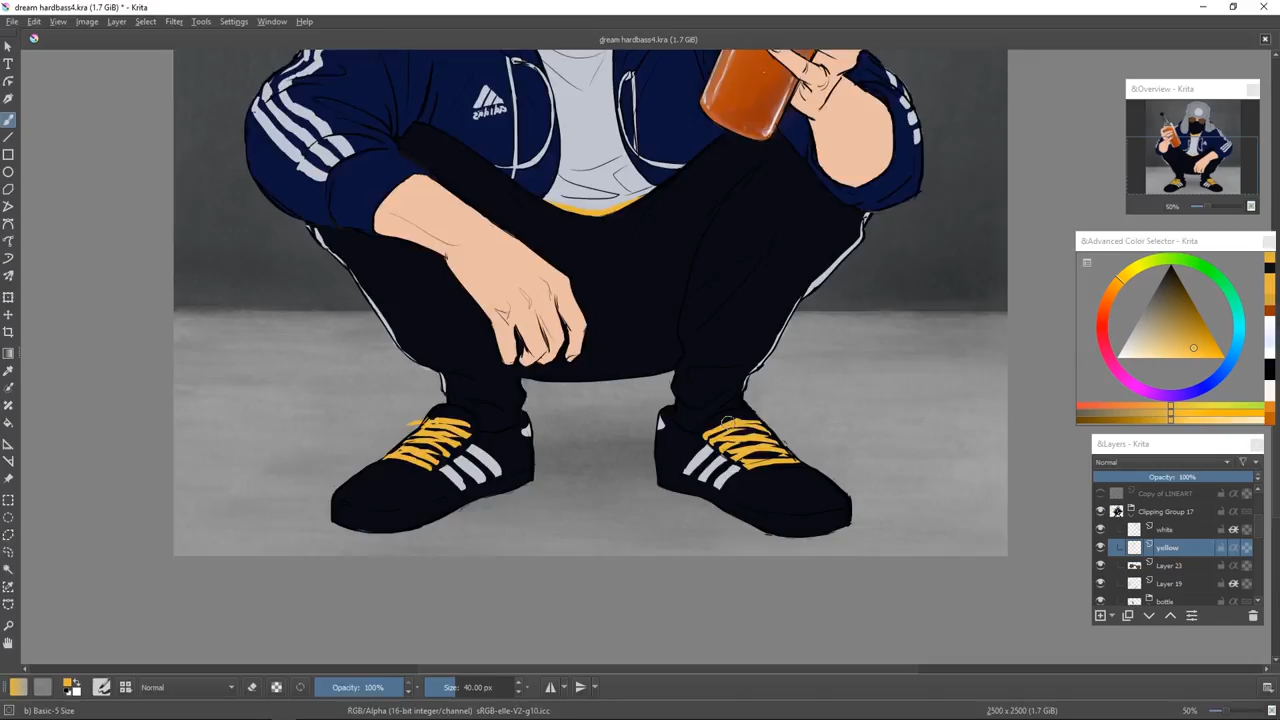 dream hardbass4.kra (1.7 GiB) * - Krita
File Edit View Image Layer Select Filter Tools Settings Window Help
dream hardbass4.kra (1.7 GiB)
&Overview - Krita
50%
&Advanced Color Selector - Krita
&Layers - Krita
Normal
Opacity: 100%
Copy of LINEART
Clipping Group 17
white
yellow
Layer 23
Layer 19
bottle
Normal
Opacity: 100%
Size: 40.00 px
b) Basic-5 Size
RGB/Alpha (16-bit integer/channel) sRGB-elle-V2-g10.icc
2500 x 2500 (1.7 GiB)
50%